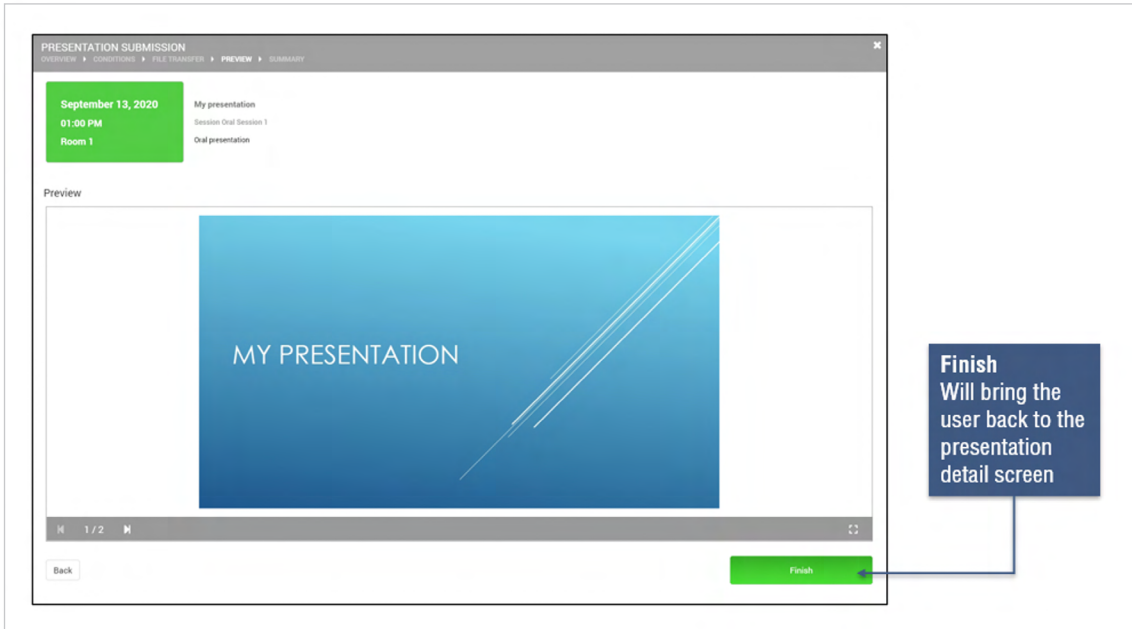 PRESENTATION SUBMISSION
OVERVIEW CONDITIONS FILE TRANSFER PREVIEW SUMMARY
September 13, 2020
01:00 PM
Room 1
My presentation
Session Oral Session 1
Oral presentation
Preview
MY PRESENTATION
1 / 2
Back
Finish
Finish
Will bring the
user back to the
presentation
detail screen